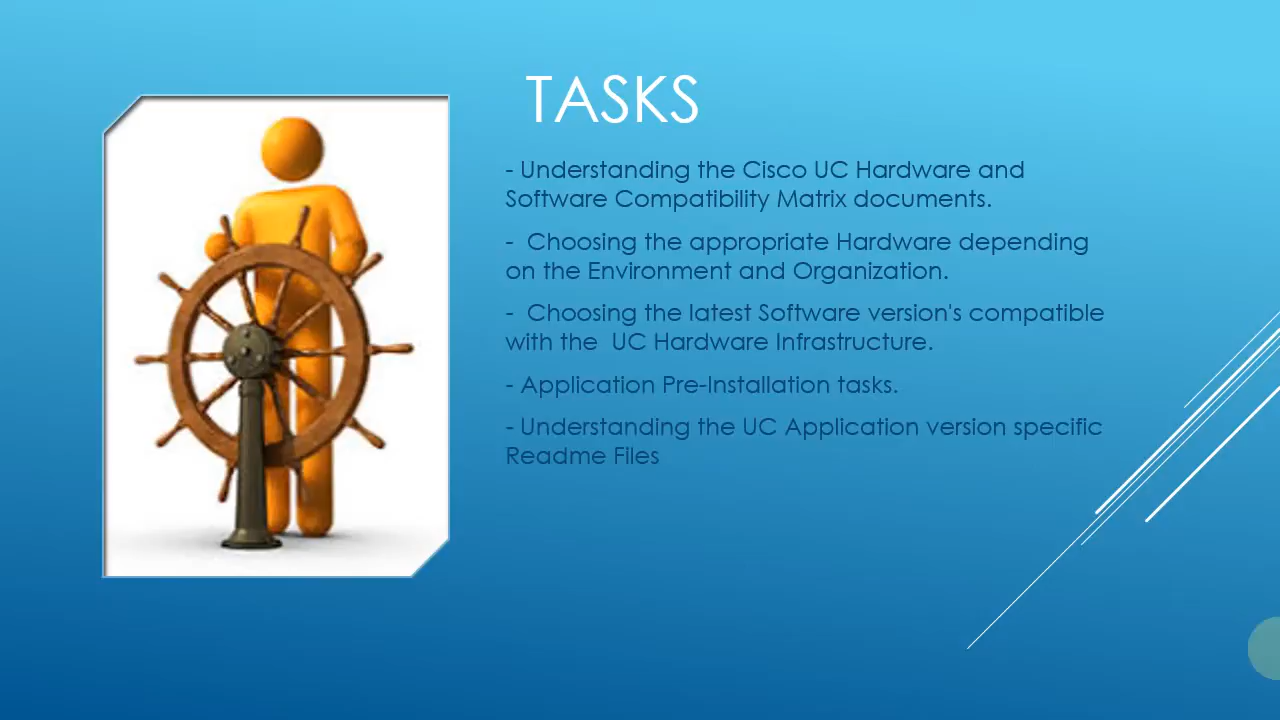 TASKS
- Understanding the Cisco UC Hardware and
Software Compatibility Matrix documents.
-  Choosing the appropriate Hardware depending
on the Environment and Organization.
-  Choosing the latest Software version's compatible
with the  UC Hardware Infrastructure.
- Application Pre-Installation tasks.
- Understanding the UC Application version specific
Readme Files